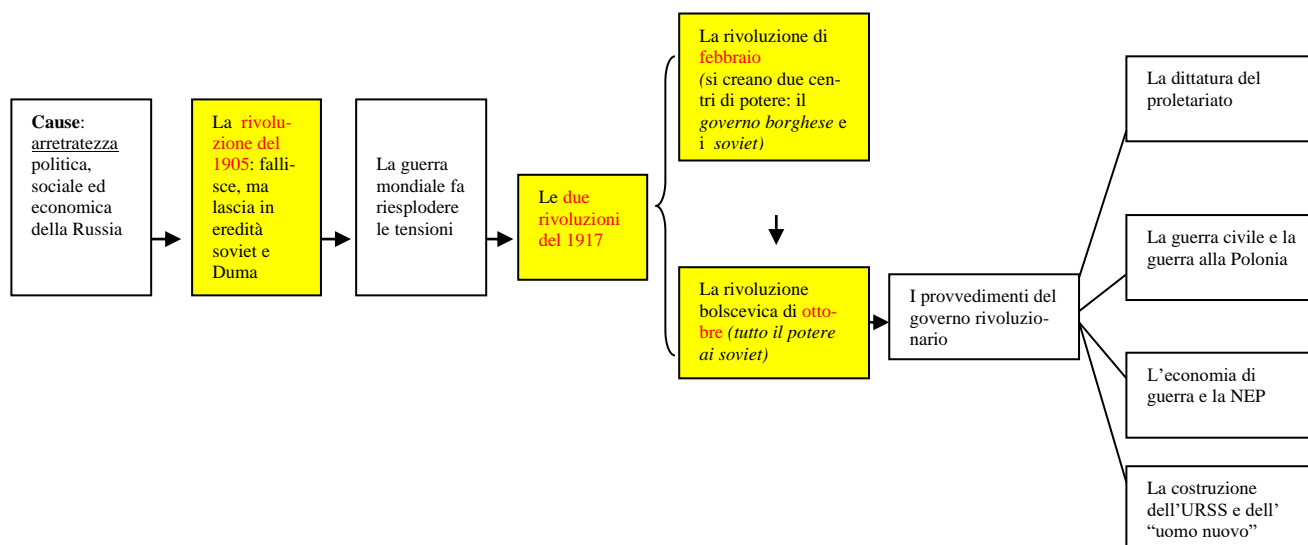 Cause:
arretratezza
politica,
sociale ed
economica
della Russia
La rivolu-
zione del
1905: falli-
sce, ma
lascia in
eredità
soviet e
Duma
La guerra
mondiale fa
riesplodere
le tensioni
Le due
rivoluzioni
del 1917
La rivoluzione di
febbraio
(si creano due cen-
tri di potere: il
governo borghese e
i soviet)
La rivoluzione
bolscevica di otto-
bre (tutto il potere
ai soviet)
I provvedimenti del
governo rivoluzio-
nario
La dittatura del
proletariato
La guerra civile e la
guerra alla Polonia
L’economia di
guerra e la NEP
La costruzione
dell’URSS e dell’
“uomo nuovo”